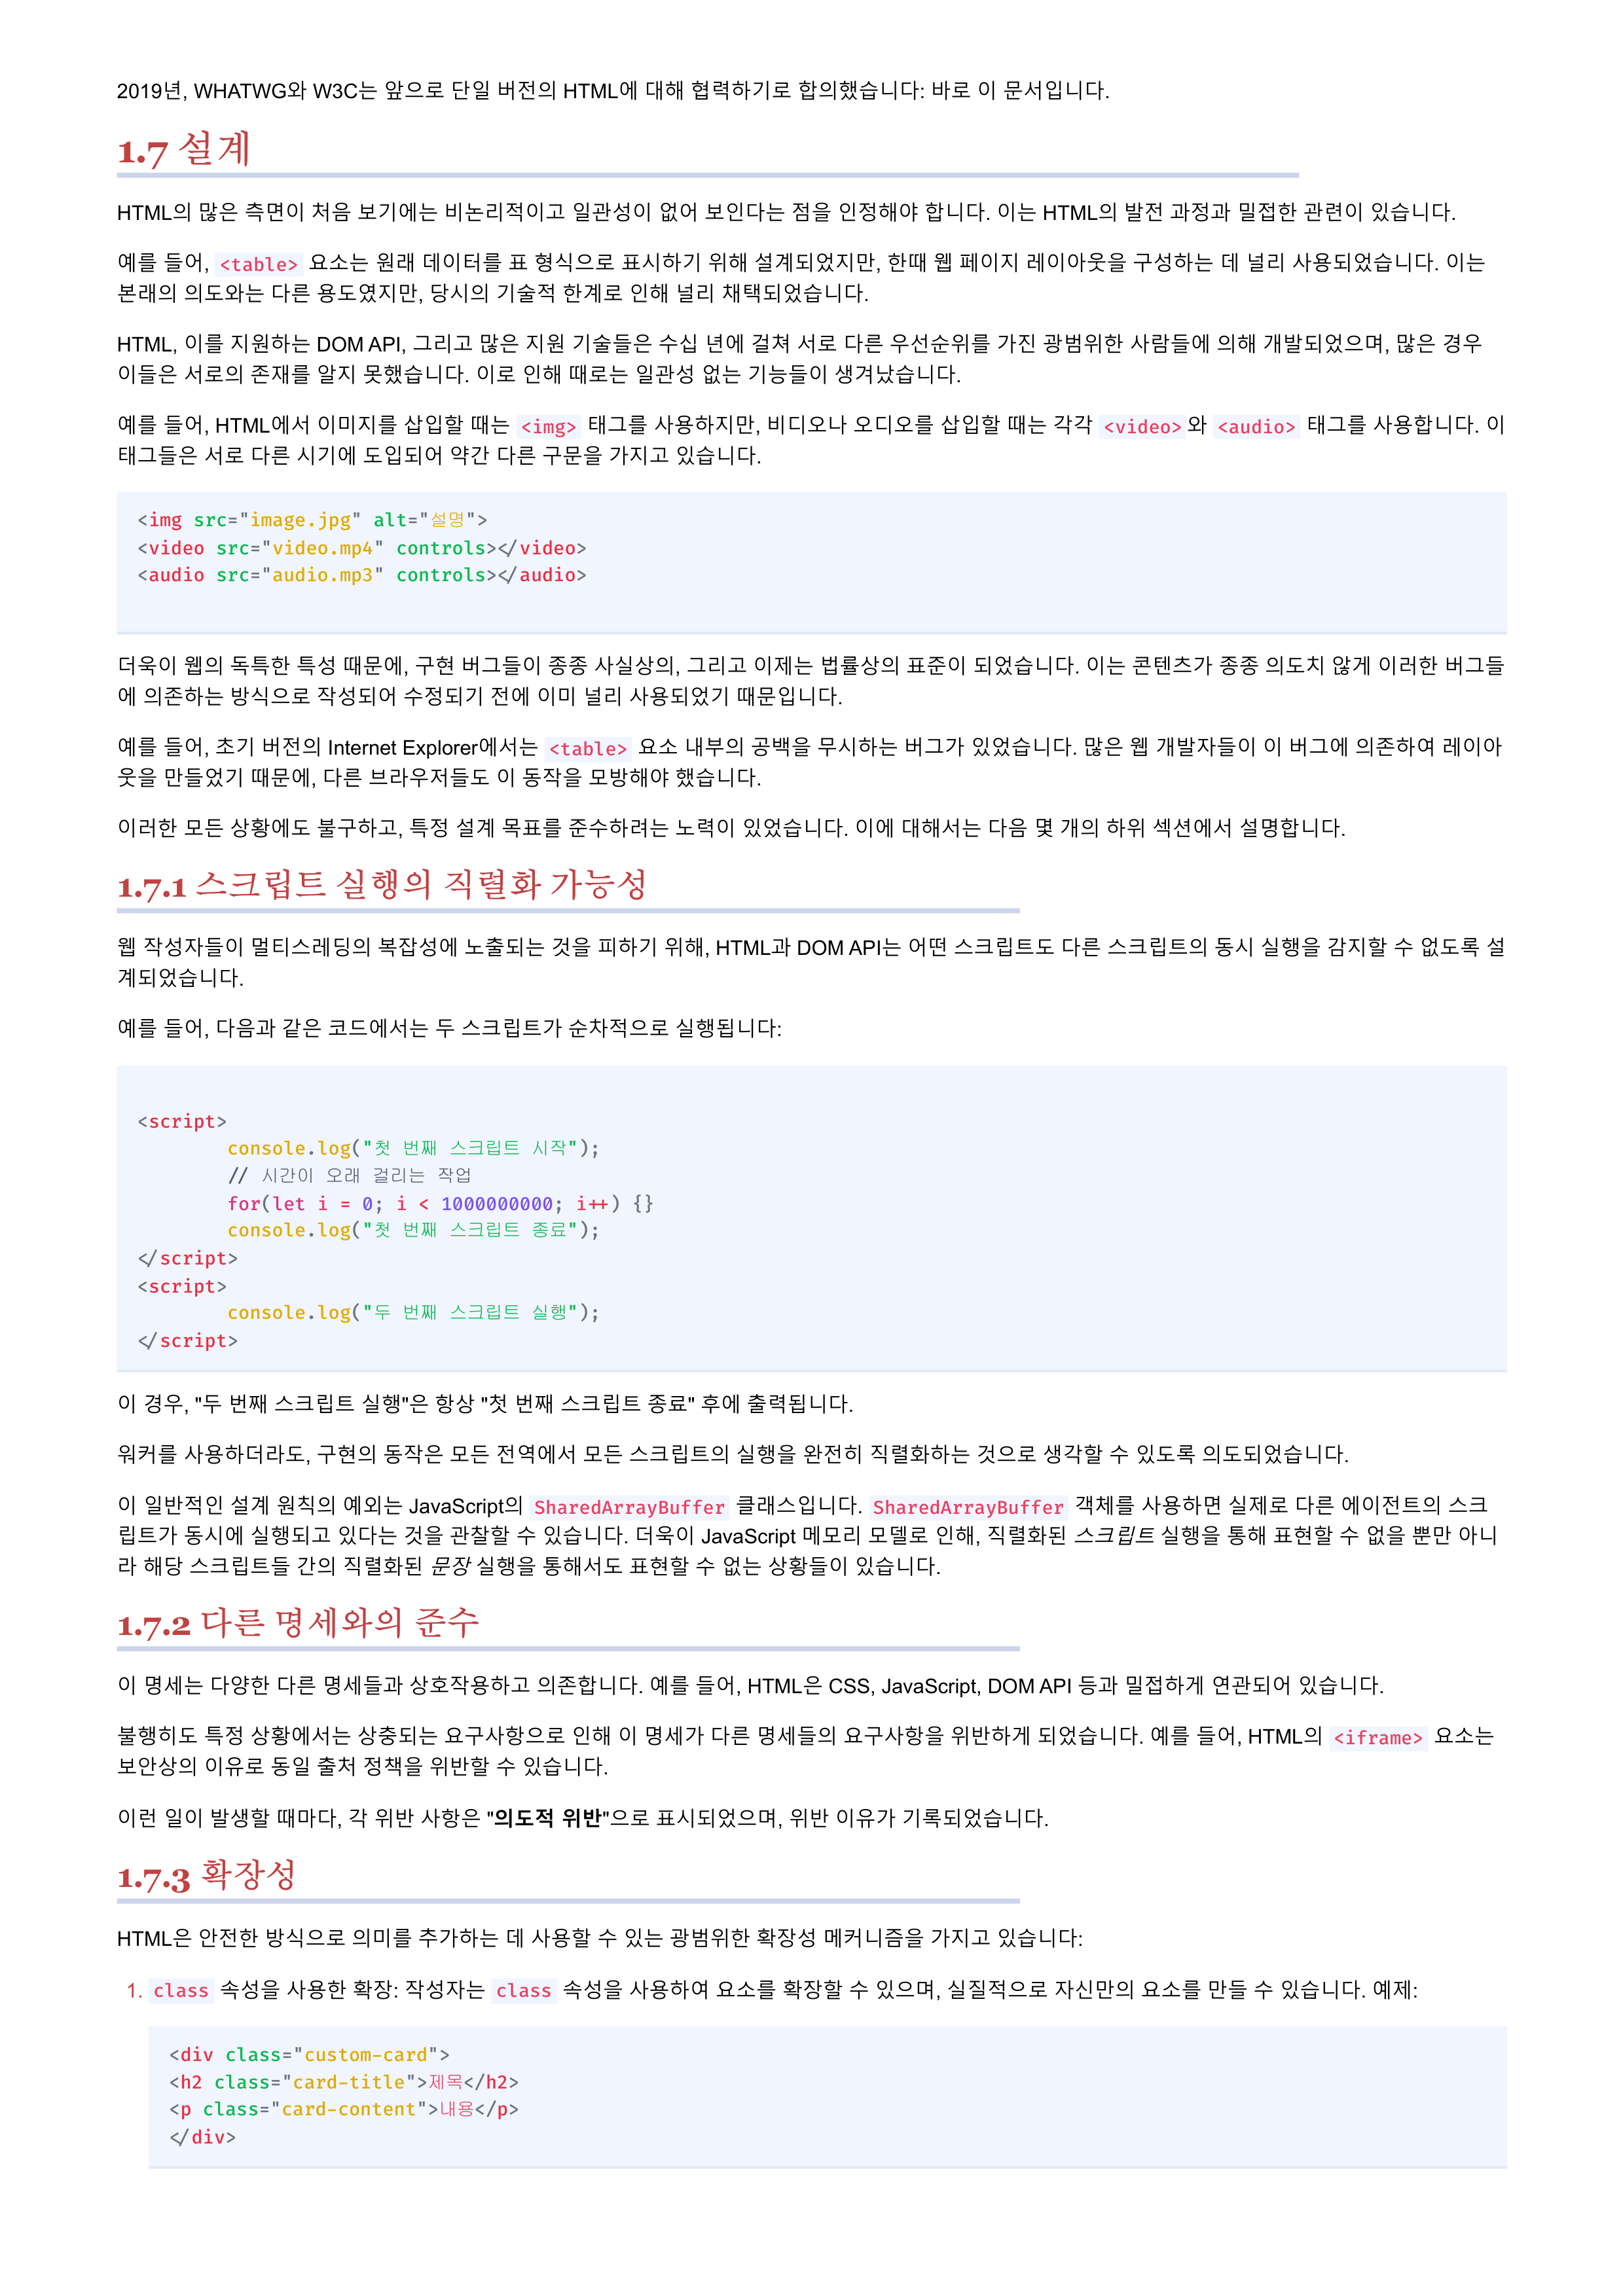 2019년, WHATWG와 W3C는 앞으로 단일 버전의 HTML에 대해 협력하기로 합의했습니다: 바로 이 문서입니다.
1.7 설계
HTML의 많은 측면이 처음 보기에는 비논리적이고 일관성이 없어 보인다는 점을 인정해야 합니다. 이는 HTML의 발전 과정과 밀접한 관련이 있습니다.
예를 들어, <table> 요소는 원래 데이터를 표 형식으로 표시하기 위해 설계되었지만, 한때 웹 페이지 레이아웃을 구성하는 데 널리 사용되었습니다. 이는
본래의 의도와는 다른 용도였지만, 당시의 기술적 한계로 인해 널리 채택되었습니다.
HTML, 이를 지원하는 DOM API, 그리고 많은 지원 기술들은 수십 년에 걸쳐 서로 다른 우선순위를 가진 광범위한 사람들에 의해 개발되었으며, 많은 경우
이들은 서로의 존재를 알지 못했습니다. 이로 인해 때로는 일관성 없는 기능들이 생겨났습니다.
예를 들어, HTML에서 이미지를 삽입할 때는 <img> 태그를 사용하지만, 비디오나 오디오를 삽입할 때는 각각 <video>와 <audio> 태그를 사용합니다. 이
태그들은 서로 다른 시기에 도입되어 약간 다른 구문을 가지고 있습니다.
<img src="image.jpg" alt="설명">
<video src="video.mp4" controls></video>
<audio src="audio.mp3" controls></audio>
더욱이 웹의 독특한 특성 때문에, 구현 버그들이 종종 사실상의, 그리고 이제는 법률상의 표준이 되었습니다. 이는 콘텐츠가 종종 의도치 않게 이러한 버그들
에 의존하는 방식으로 작성되어 수정되기 전에 이미 널리 사용되었기 때문입니다.
예를 들어, 초기 버전의 Internet Explorer에서는 <table> 요소 내부의 공백을 무시하는 버그가 있었습니다. 많은 웹 개발자들이 이 버그에 의존하여 레이아
웃을 만들었기 때문에, 다른 브라우저들도 이 동작을 모방해야 했습니다.
이러한 모든 상황에도 불구하고, 특정 설계 목표를 준수하려는 노력이 있었습니다. 이에 대해서는 다음 몇 개의 하위 섹션에서 설명합니다.
1.7.1 스크립트 실행의 직렬화 가능성
웹 작성자들이 멀티스레딩의 복잡성에 노출되는 것을 피하기 위해, HTML과 DOM API는 어떤 스크립트도 다른 스크립트의 동시 실행을 감지할 수 없도록 설
계되었습니다.
예를 들어, 다음과 같은 코드에서는 두 스크립트가 순차적으로 실행됩니다:
<script>
console.log("첫 번째 스크립트 시작");
// 시간이 오래 걸리는 작업
for(let i = 0; i < 1000000000; i++) {}
console.log("첫 번째 스크립트 종료");
</script>
<script>
console.log("두 번째 스크립트 실행");
</script>
이 경우, "두 번째 스크립트 실행"은 항상 "첫 번째 스크립트 종료" 후에 출력됩니다.
워커를 사용하더라도, 구현의 동작은 모든 전역에서 모든 스크립트의 실행을 완전히 직렬화하는 것으로 생각할 수 있도록 의도되었습니다.
이 일반적인 설계 원칙의 예외는 JavaScript의 SharedArrayBuffer 클래스입니다. SharedArrayBuffer 객체를 사용하면 실제로 다른 에이전트의 스크
립트가 동시에 실행되고 있다는 것을 관찰할 수 있습니다. 더욱이 JavaScript 메모리 모델로 인해, 직렬화된 스크립트 실행을 통해 표현할 수 없을 뿐만 아니
라 해당 스크립트들 간의 직렬화된 문장 실행을 통해서도 표현할 수 없는 상황들이 있습니다.
1.7.2 다른 명세와의 준수
이 명세는 다양한 다른 명세들과 상호작용하고 의존합니다. 예를 들어, HTML은 CSS, JavaScript, DOM API 등과 밀접하게 연관되어 있습니다.
불행히도 특정 상황에서는 상충되는 요구사항으로 인해 이 명세가 다른 명세들의 요구사항을 위반하게 되었습니다. 예를 들어, HTML의 <iframe> 요소는
보안상의 이유로 동일 출처 정책을 위반할 수 있습니다.
이런 일이 발생할 때마다, 각 위반 사항은 "의도적 위반"으로 표시되었으며, 위반 이유가 기록되었습니다.
1.7.3 확장성
HTML은 안전한 방식으로 의미를 추가하는 데 사용할 수 있는 광범위한 확장성 메커니즘을 가지고 있습니다:
1. class 속성을 사용한 확장: 작성자는 class 속성을 사용하여 요소를 확장할 수 있으며, 실질적으로 자신만의 요소를 만들 수 있습니다. 예제:
<div class="custom-card">
<h2 class="card-title">제목</h2>
<p class="card-content">내용</p>
</div>